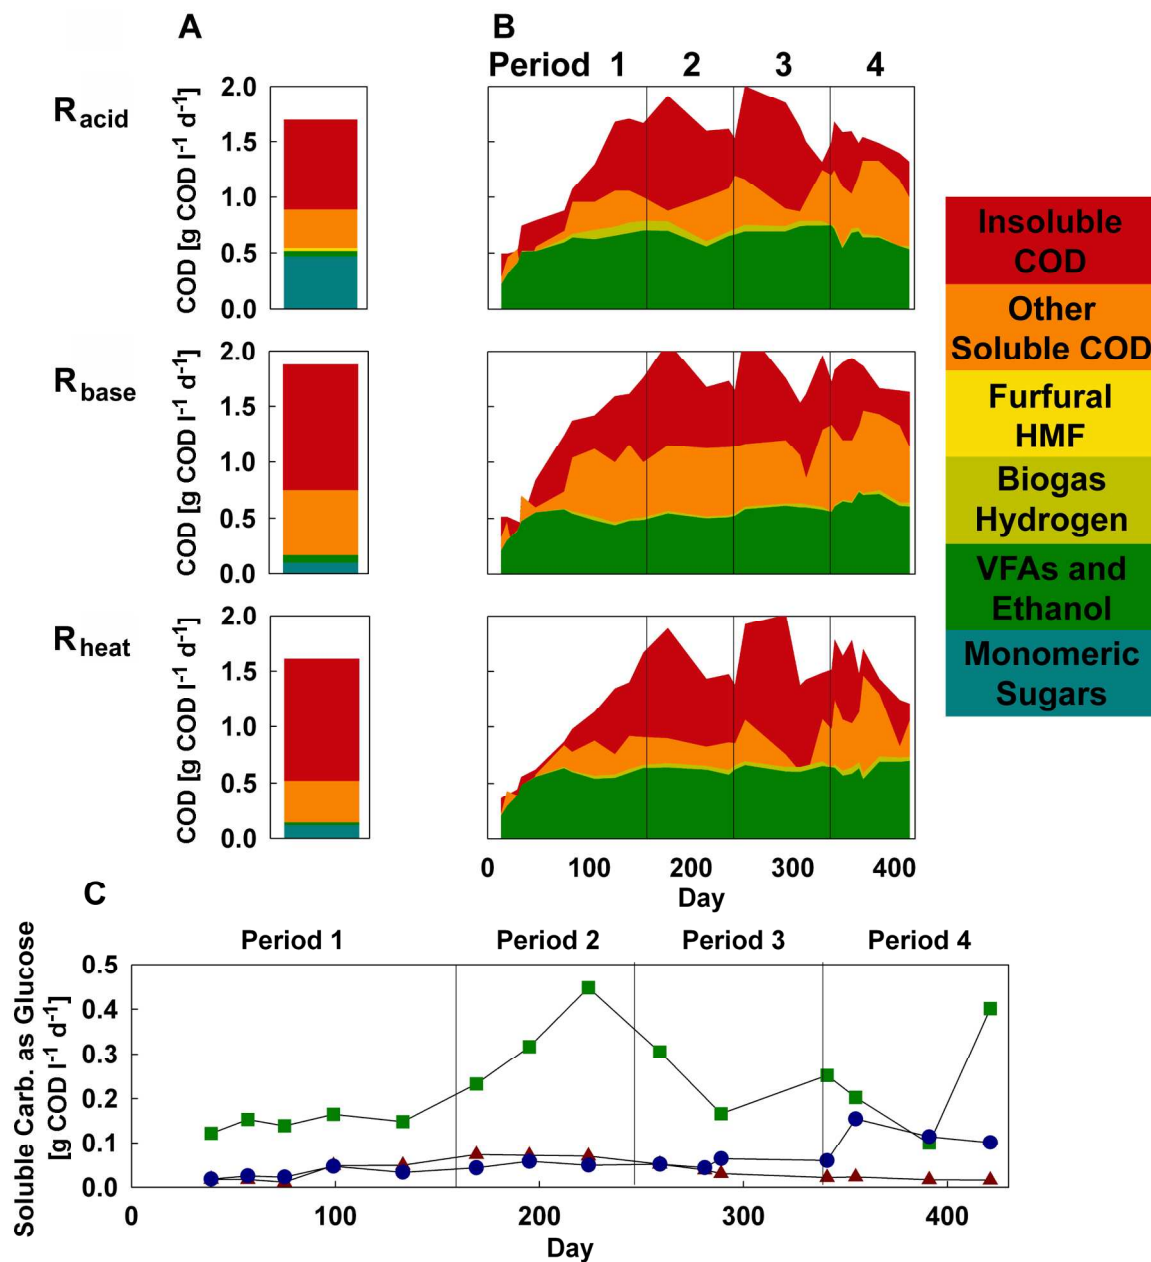 A
B
Period 1 2 3 4
R acid
COD [g COD l-1 d-1]
2.0
1.5
1.0
0.5
0.0
R base
COD [g COD l-1 d-1]
2.0
1.5
1.0
0.5
0.0
R heat
COD [g COD l-1 d-1]
2.0
1.5
1.0
0.5
0.0
0 100 200 300 400
Day
Insoluble
COD
Other
Soluble COD
Furfural
HMF
Biogas
Hydrogen
VFAs and
Ethanol
Monomeric
Sugars
C
Period 1 Period 2 Period 3 Period 4
Soluble Carb. as Glucose
[g COD l-1 d-1]
0.5
0.4
0.3
0.2
0.1
0.0
0 100 200 300 400
Day